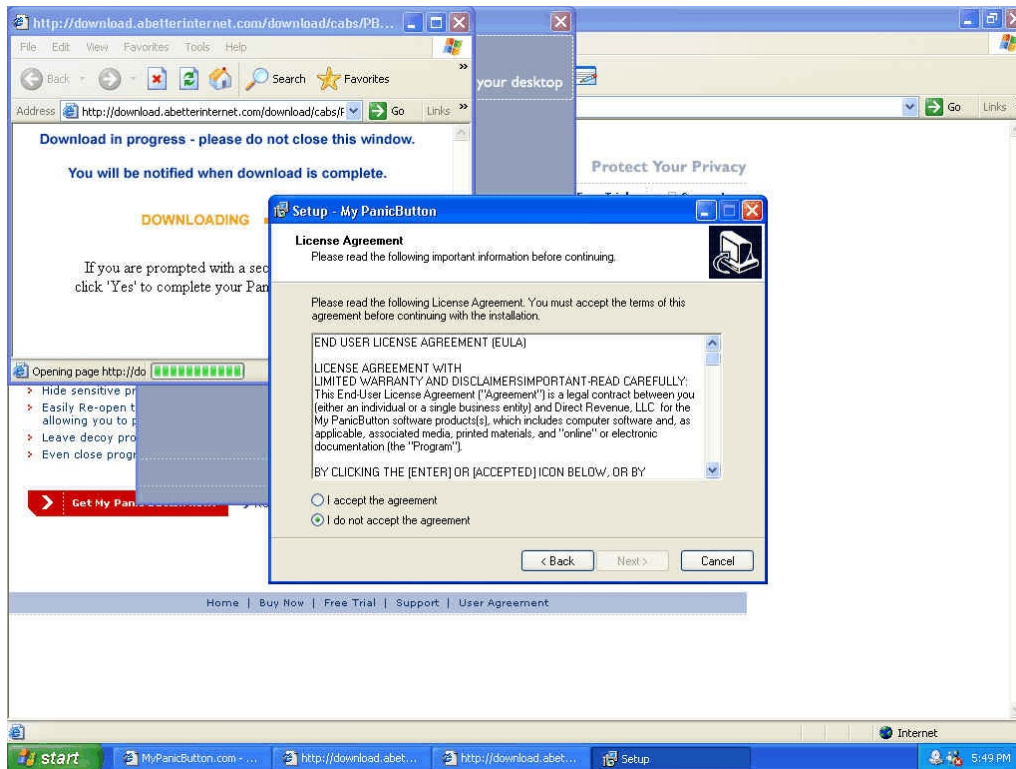 http://download.abetterinternet.com/download/cabs/PB...
File Edit View Favorites Tools Help
Back Search Favorites »
Address http://download.abetterinternet.com/download/cabs/F Go Links »
Download in progress - please do not close this window.
You will be notified when download is complete.
DOWNLOADING
If you are prompted with a sec
click 'Yes' to complete your Pan
Opening page http://do
your desktop
Go Links
Protect Your Privacy
Hide sensitive pr
Easily Re-open t
allowing you to p
Leave decoy pro
Even close progr
Get My Pan
Setup - My PanicButton
License Agreement
Please read the following important information before continuing.
Please read the following License Agreement. You must accept the terms of this
agreement before continuing with the installation.
END USER LICENSE AGREEMENT (EULA)
LICENSE AGREEMENT WITH
LIMITED WARRANTY AND DISCLAIMERSIMPORTANT-READ CAREFULLY:
This End-User License Agreement ("Agreement") is a legal contract between you
(either an individual or a single business entity) and Direct Revenue, LLC for the
My PanicButton software products(s), which includes computer software and, as
applicable, associated media, printed materials, and "online" or electronic
documentation (the "Program").
BY CLICKING THE [ENTER] OR [ACCEPTED] ICON BELOW, OR BY
I accept the agreement
I do not accept the agreement
< Back Next > Cancel
Home | Buy Now | Free Trial | Support | User Agreement
Internet
start MyPanicButton.com - ... http://download.abet... http://download.abet... Setup 5:49 PM